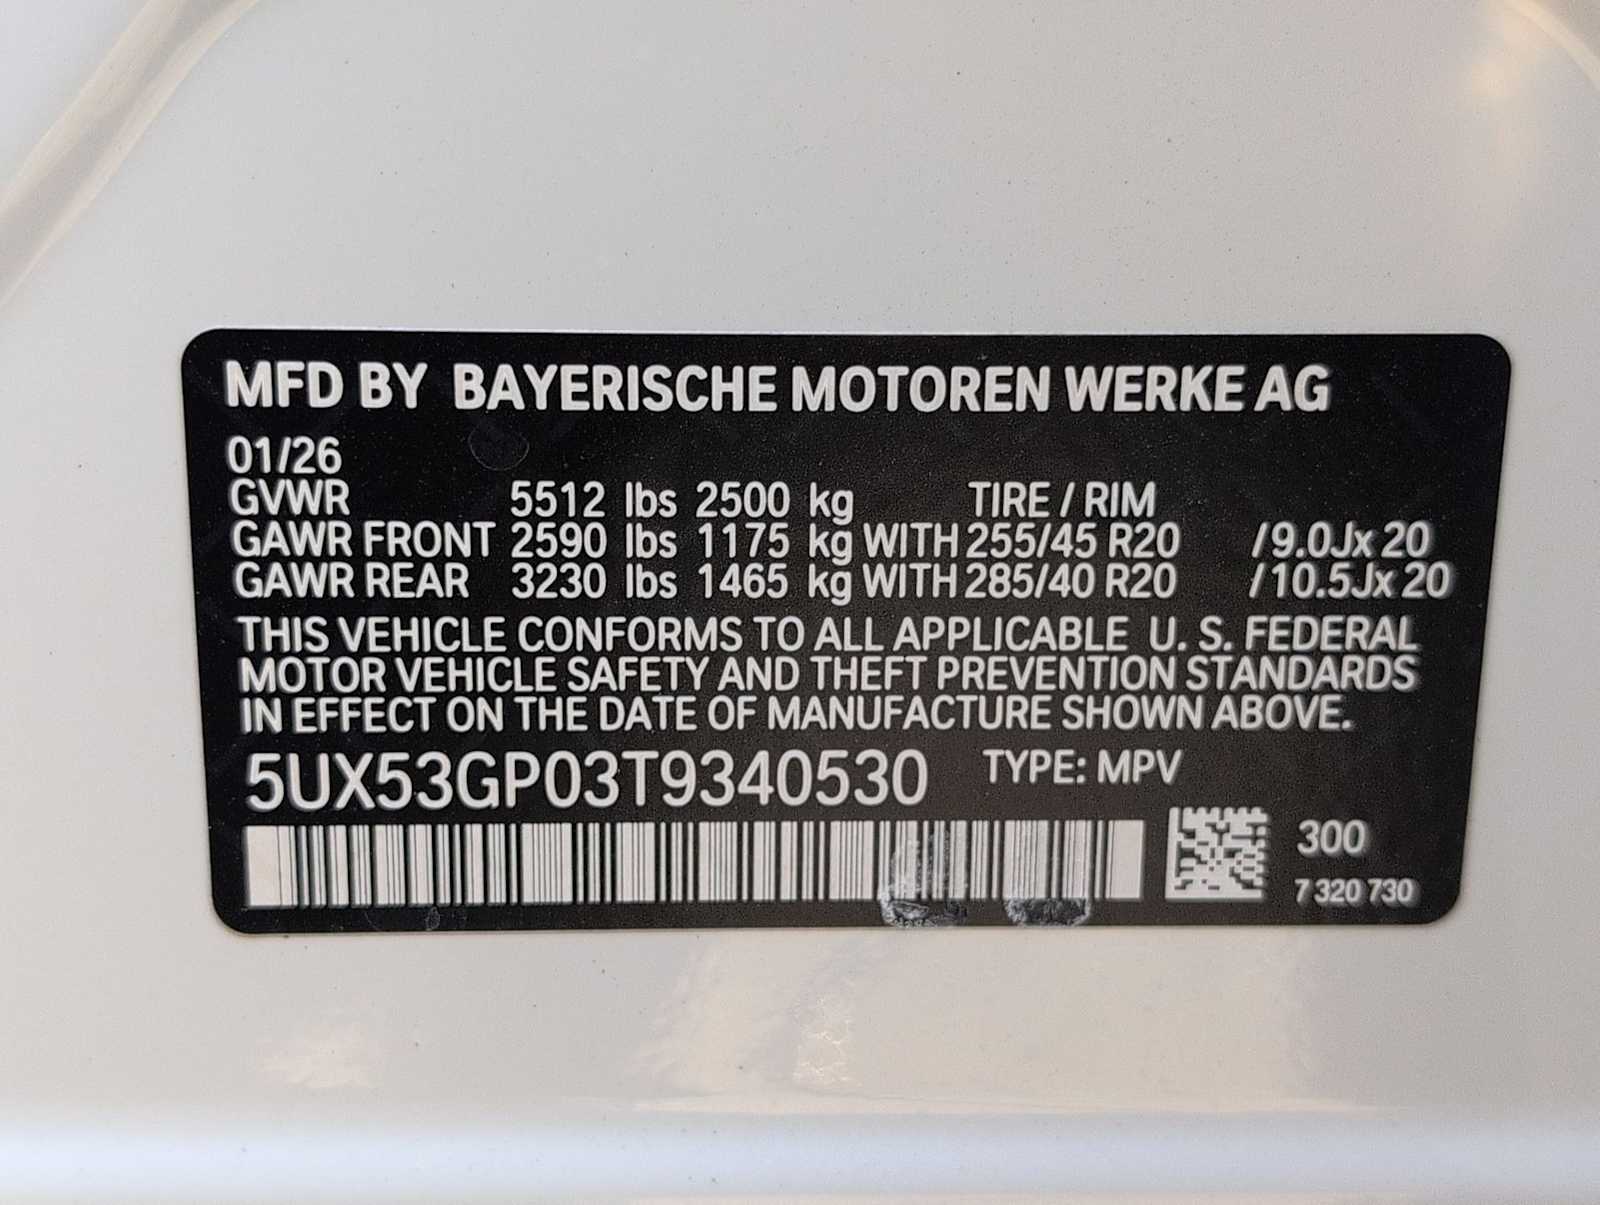 MFD BY BAYERISCHE MOTOREN WERKE AG
01/26
GVWR 5512 lbs 2500 kg TIRE / RIM
GAWR FRONT 2590 lbs 1175 kg WITH 255/45 R20 /9.0Jx20
GAWR REAR 3230 lbs 1465 kg WITH 285/40 R20 /10.5Jx20
THIS VEHICLE CONFORMS TO ALL APPLICABLE U. S. FEDERAL
MOTOR VEHICLE SAFETY AND THEFT PREVENTION STANDARDS
IN EFFECT ON THE DATE OF MANUFACTURE SHOWN ABOVE.
5UX53GP03T9340530 TYPE: MPV
300
7 320 730